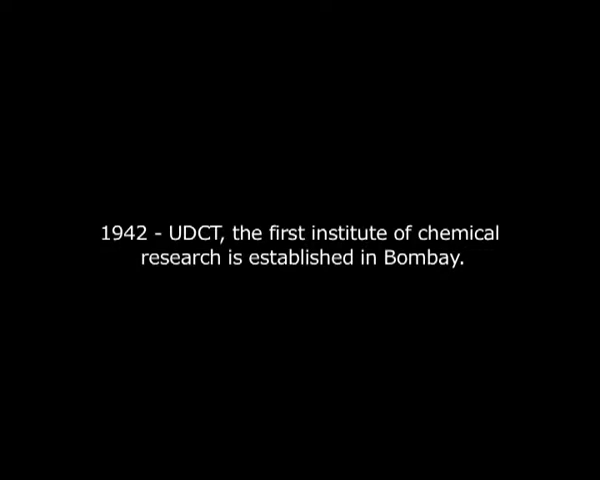 1942 - UDCT, the first institute of chemical
research is established in Bombay.